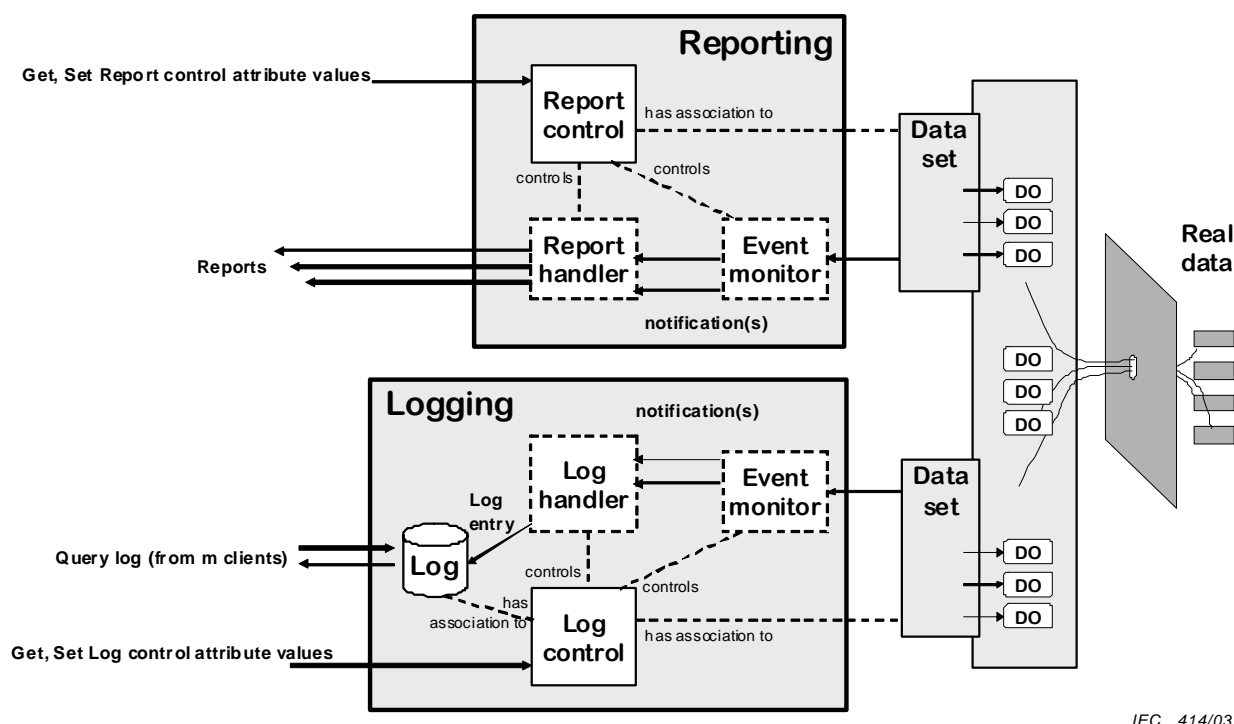 Reporting
Get, Set Report control attribute values
Report
control
has association to
Data
set
controls
controls
DO
DO
DO
Report
handler
Event
monitor
Reports
notification(s)
Real
data
DO
DO
DO
Logging
notification(s)
Log
handler
Event
monitor
Data
set
Log
entry
Query log (from m clients)
Log
controls
controls
DO
DO
DO
has
association to
Log
control
has association to
Get, Set Log control attribute values
IEC 414/03